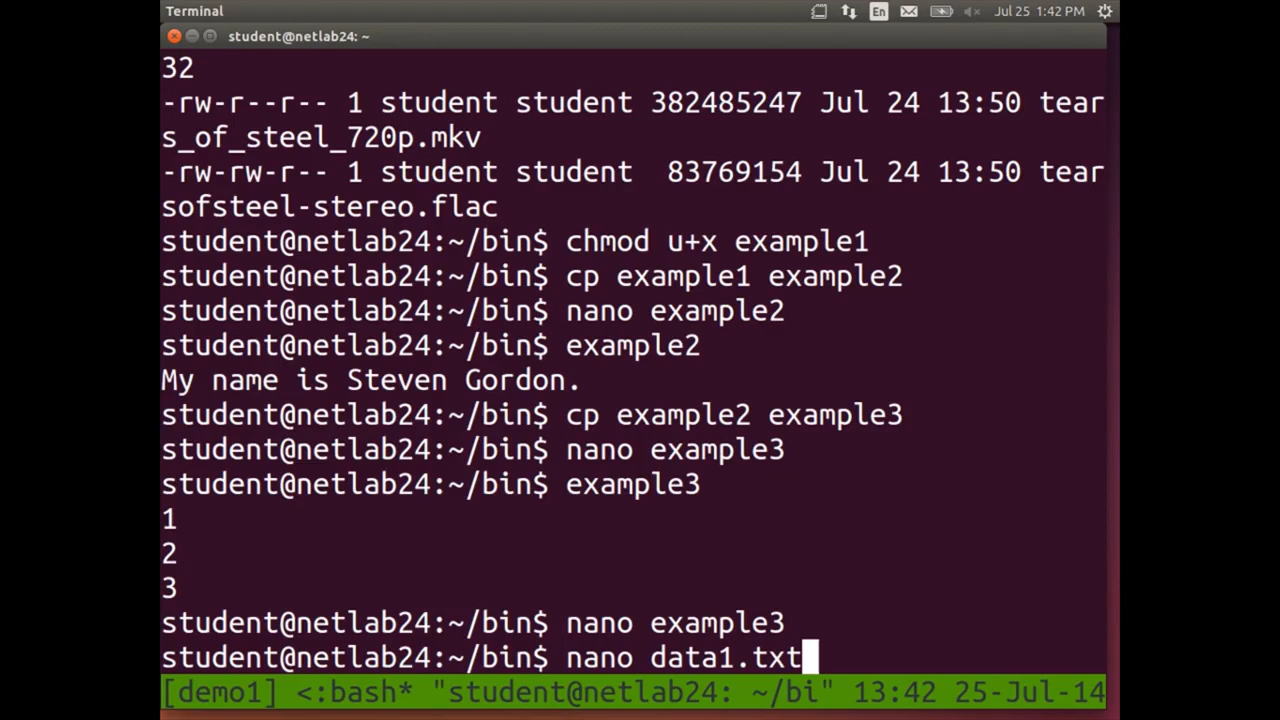 Terminal
En
Jul 25 1:42 PM
student@netlab24: ~
32
-rw-r--r-- 1 student student 382485247 Jul 24 13:50 tear
s_of_steel_720p.mkv
-rw-rw-r-- 1 student student  83769154 Jul 24 13:50 tear
sofsteel-stereo.flac
student@netlab24:~/bin$ chmod u+x example1
student@netlab24:~/bin$ cp example1 example2
student@netlab24:~/bin$ nano example2
student@netlab24:~/bin$ example2
My name is Steven Gordon.
student@netlab24:~/bin$ cp example2 example3
student@netlab24:~/bin$ nano example3
student@netlab24:~/bin$ example3
1
2
3
student@netlab24:~/bin$ nano example3
student@netlab24:~/bin$ nano data1.txt
[demo1] <:bash* "student@netlab24: ~/bi" 13:42 25-Jul-14